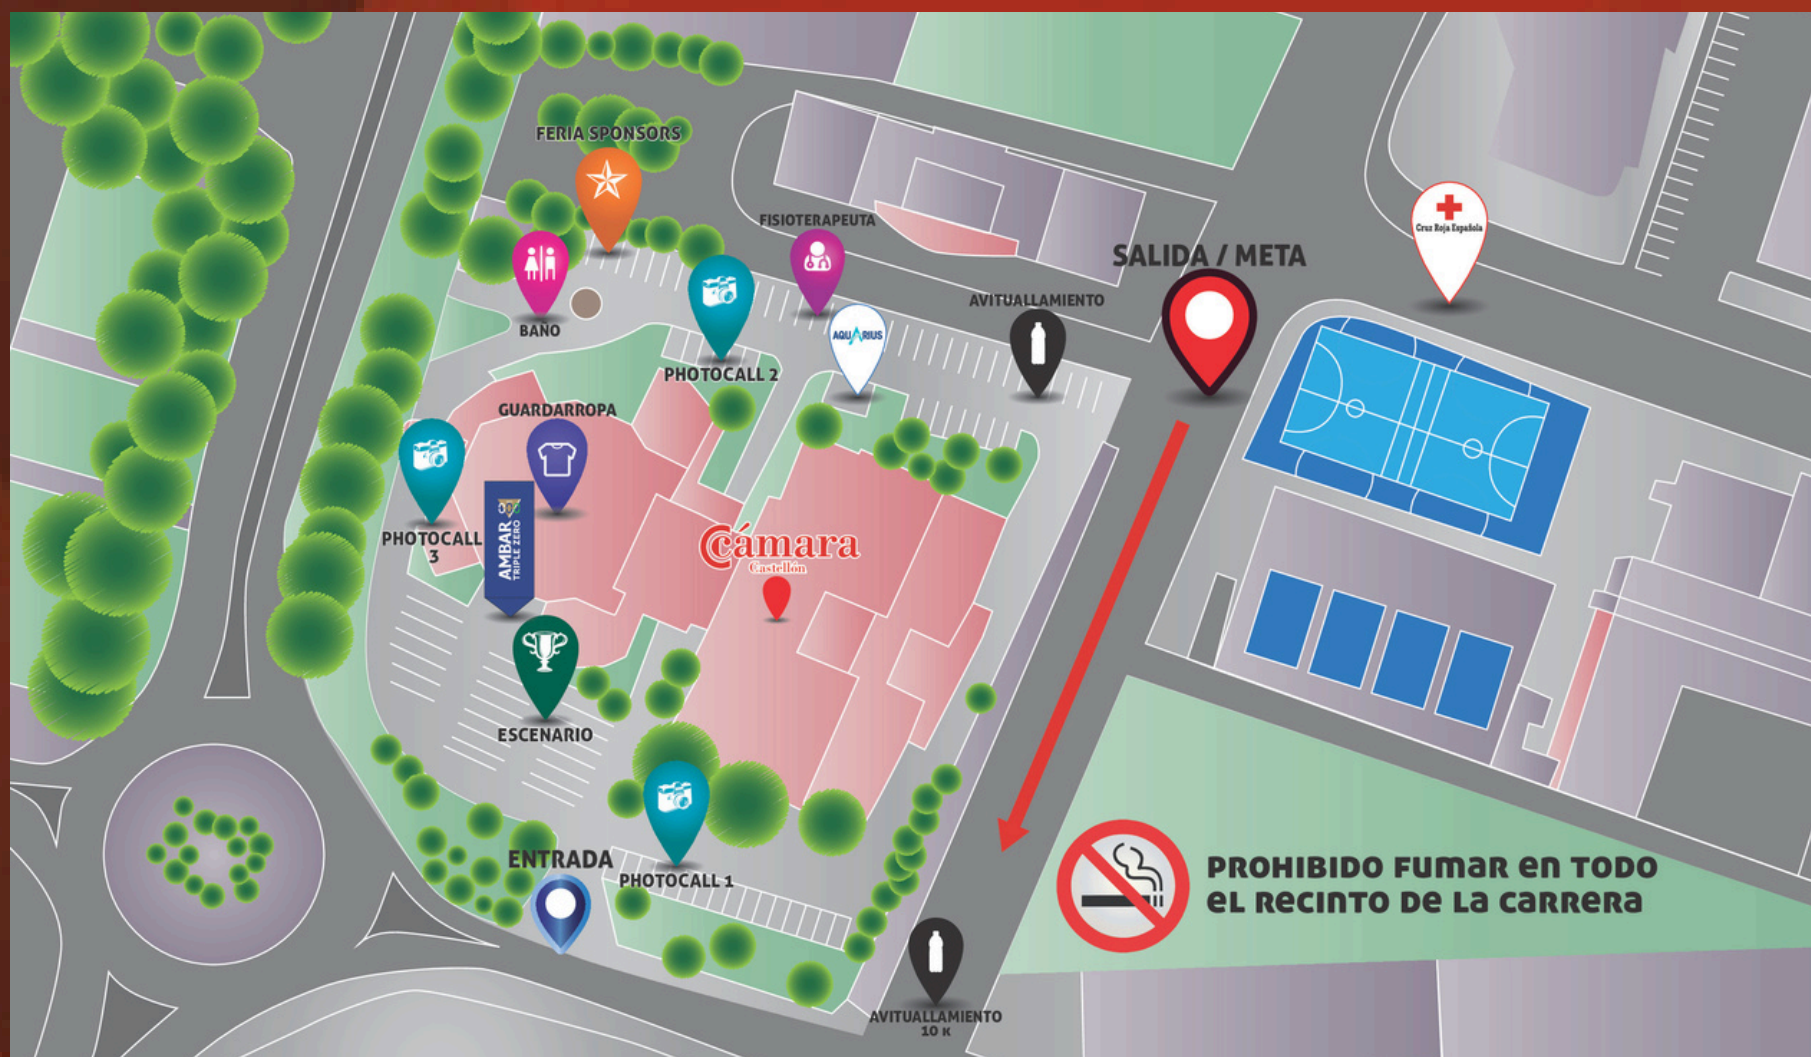 FERIA SPONSORS
FISIOTERAPEUTA
Cruz Roja Española
SALIDA / META
BAÑO
AVITUALLAMIENTO
AQUARIUS
PHOTOCALL 2
GUARDARROPA
PHOTOCALL
3
AMBAR
TRIPLE ZERO
Cámara
Castellón
ESCENARIO
ENTRADA
PHOTOCALL 1
PROHIBIDO FUMAR en TODO
eL RECINTO DE La CARRERA
AVITUALLAMIENTO
10 K